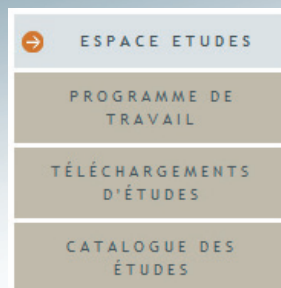 ESPACE ETUDES
PROGRAMME DE
TRAVAIL
TÉLÉCHARGEMENTS
D'ÉTUDES
CATALOGUE DES
ÉTUDES